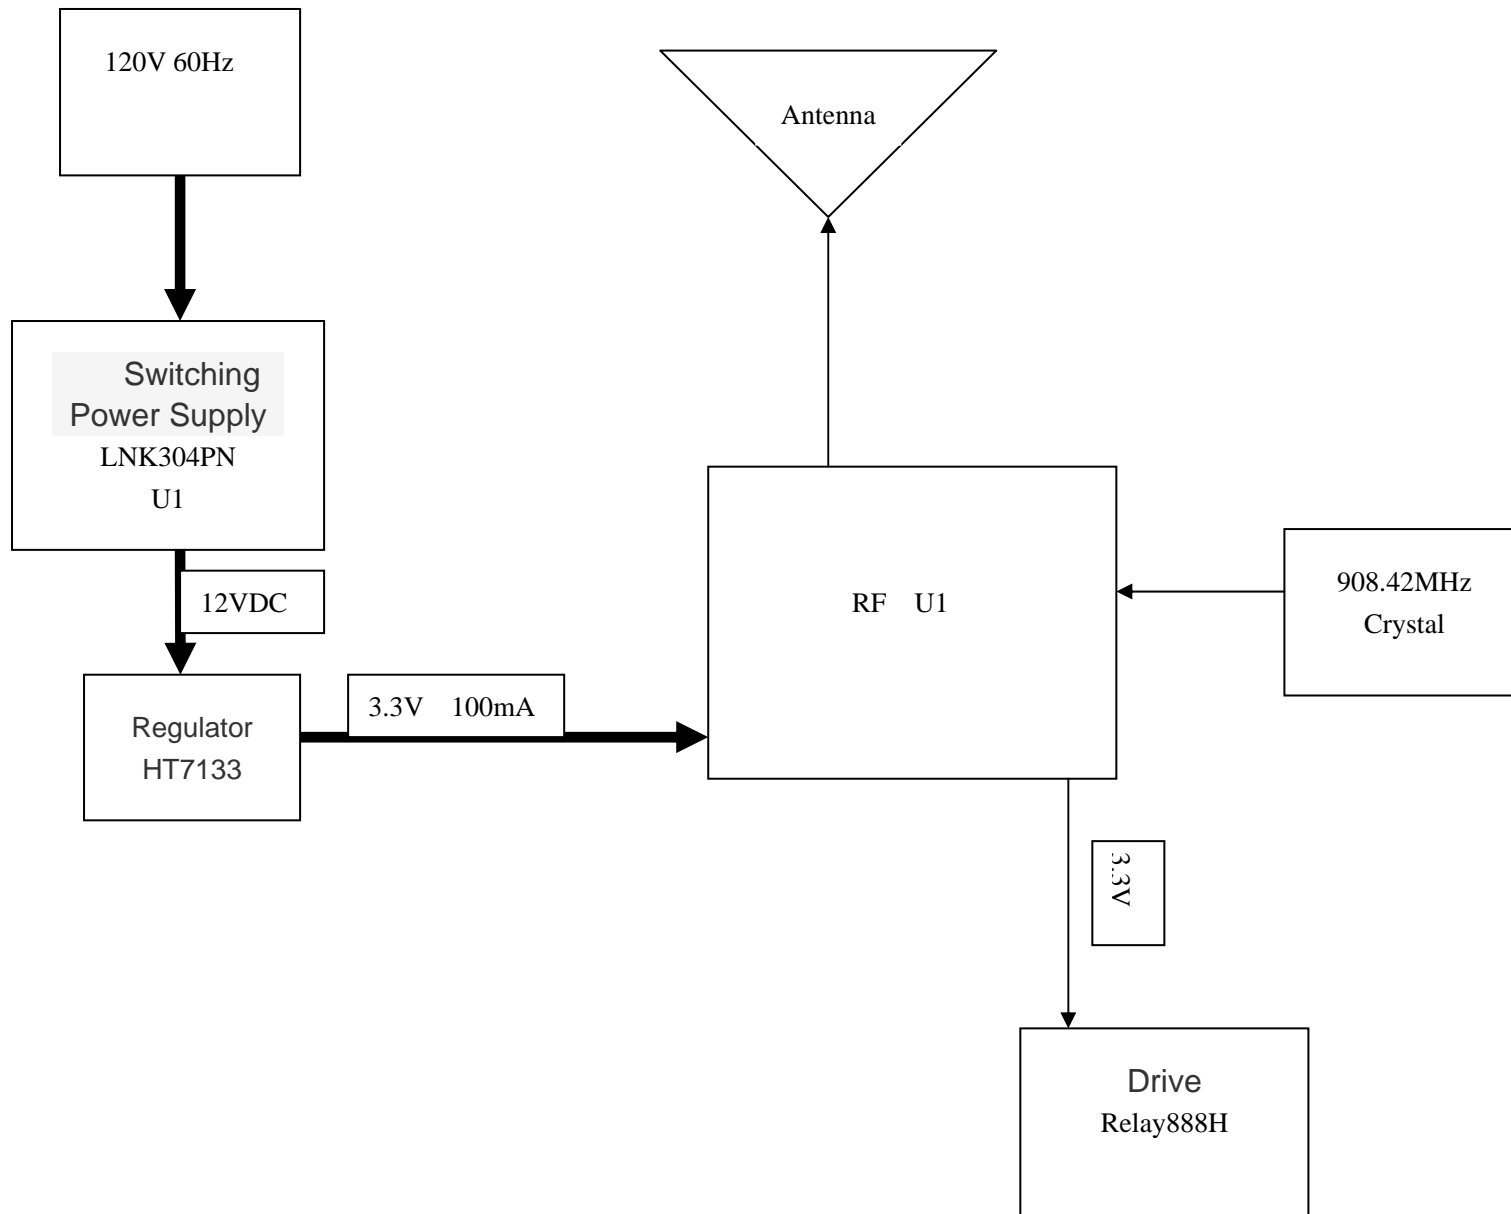 120V 60Hz
Antenna
Switching
Power Supply
LNK304PN
U1
12VDC
Regulator
HT7133
3.3V 100mA
RF U1
908.42MHz
Crystal
3.3V
Drive
Relay888H